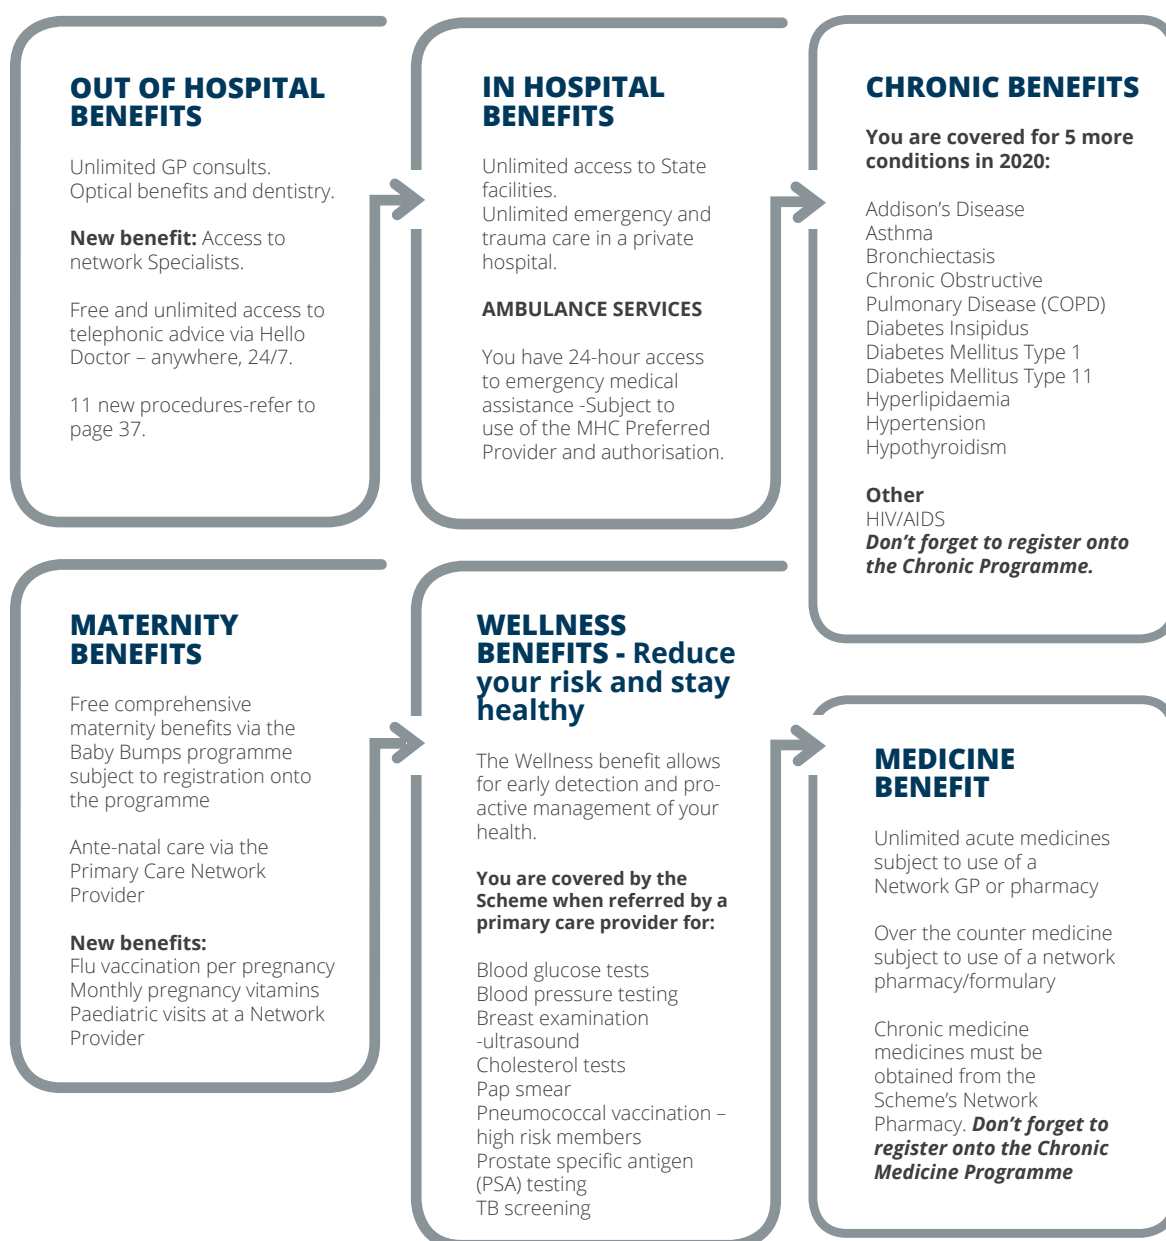 OUT OF HOSPITAL
BENEFITS
Unlimited GP consults.
Optical benefits and dentistry.
New benefit: Access to
network Specialists.
Free and unlimited access to
telephonic advice via Hello
Doctor – anywhere, 24/7.
11 new procedures-refer to
page 37.
IN HOSPITAL
BENEFITS
Unlimited access to State
facilities.
Unlimited emergency and
trauma care in a private
hospital.
AMBULANCE SERVICES
You have 24-hour access
to emergency medical
assistance -Subject to
use of the MHC Preferred
Provider and authorisation.
CHRONIC BENEFITS
You are covered for 5 more
conditions in 2020:
Addison’s Disease
Asthma
Bronchiectasis
Chronic Obstructive
Pulmonary Disease (COPD)
Diabetes Insipidus
Diabetes Mellitus Type 1
Diabetes Mellitus Type 11
Hyperlipidaemia
Hypertension
Hypothyroidism
Other
HIV/AIDS
Don’t forget to register onto
the Chronic Programme.
MATERNITY
BENEFITS
Free comprehensive
maternity benefits via the
Baby Bumps programme
subject to registration onto
the programme
Ante-natal care via the
Primary Care Network
Provider
New benefits:
Flu vaccination per pregnancy
Monthly pregnancy vitamins
Paediatric visits at a Network
Provider
WELLNESS
BENEFITS - Reduce
your risk and stay
healthy
The Wellness benefit allows
for early detection and pro-
active management of your
health.
You are covered by the
Scheme when referred by a
primary care provider for:
Blood glucose tests
Blood pressure testing
Breast examination
-ultrasound
Cholesterol tests
Pap smear
Pneumococcal vaccination –
high risk members
Prostate specific antigen
(PSA) testing
TB screening
MEDICINE
BENEFIT
Unlimited acute medicines
subject to use of a
Network GP or pharmacy
Over the counter medicine
subject to use of a network
pharmacy/formulary
Chronic medicine
medicines must be
obtained from the
Scheme’s Network
Pharmacy. Don’t forget to
register onto the Chronic
Medicine Programme